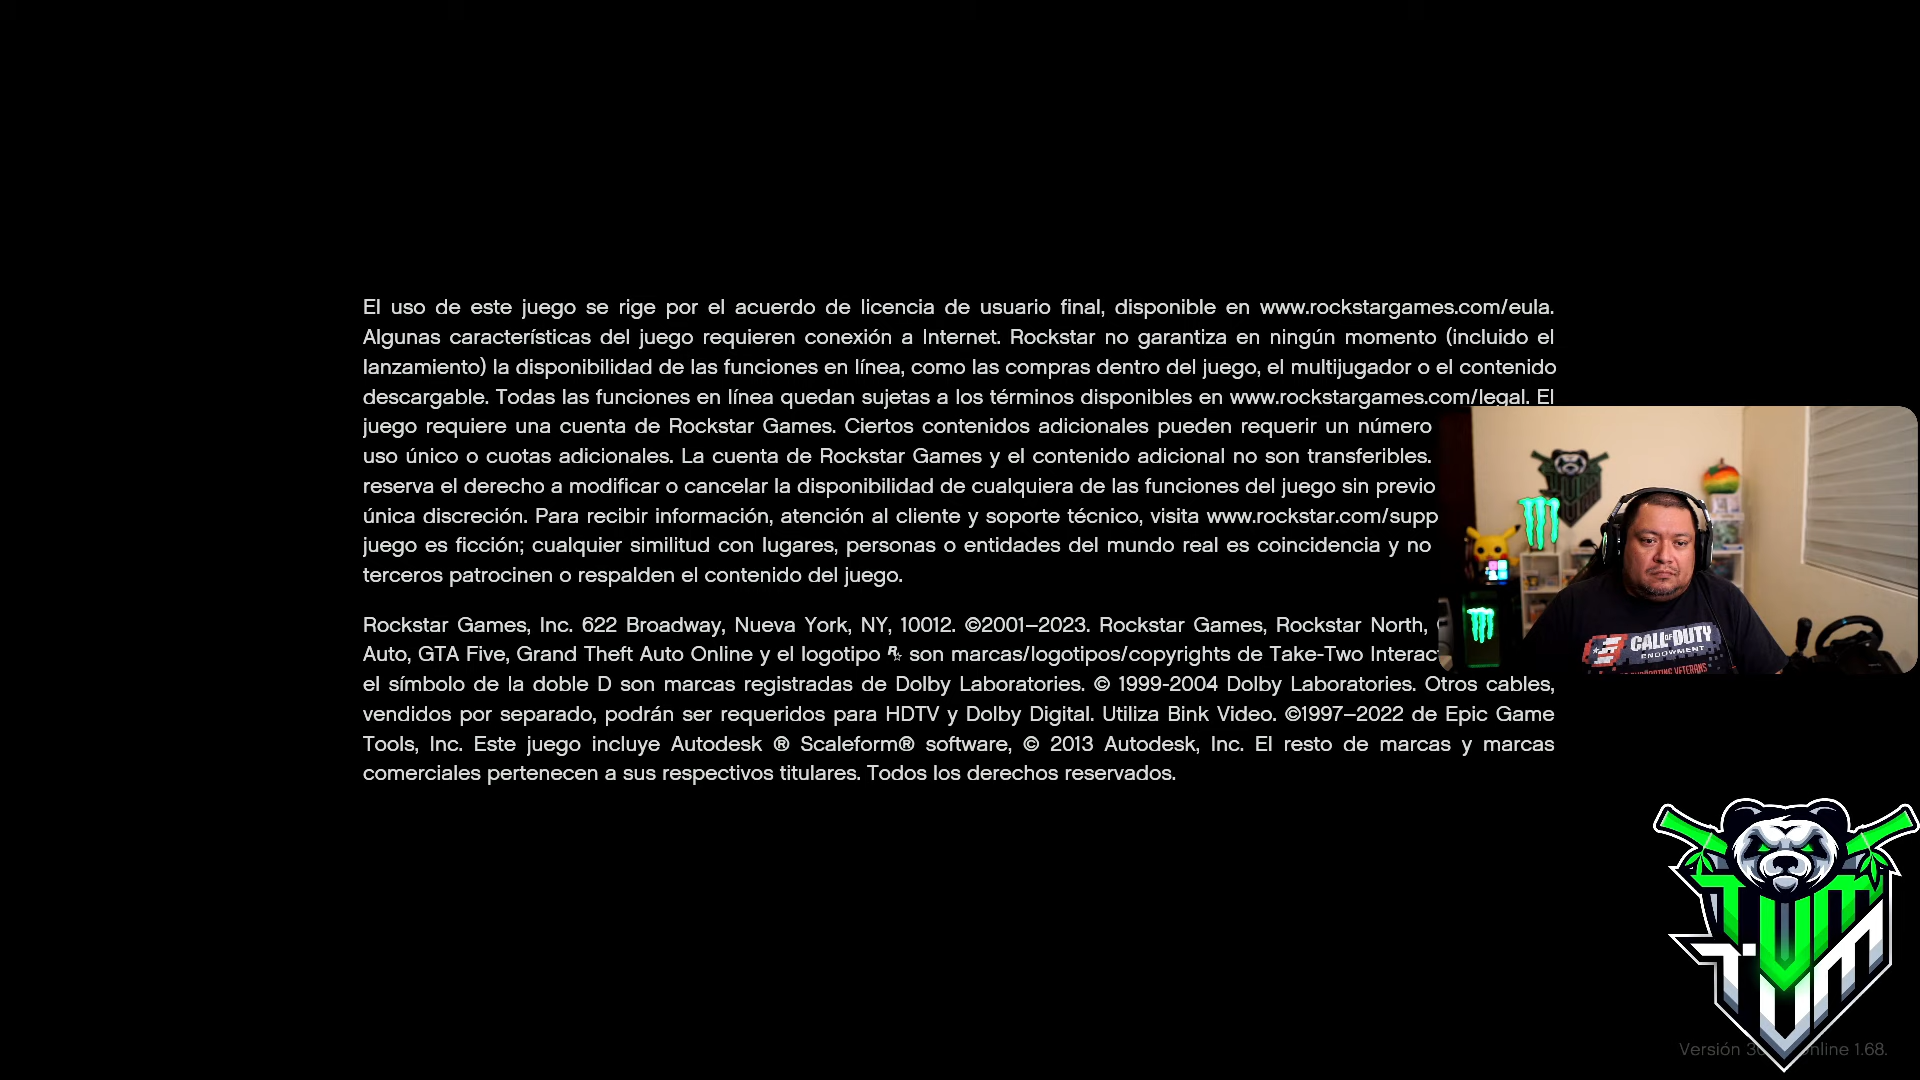 El uso de este juego se rige por el acuerdo de licencia de usuario final, disponible en www.rockstargames.com/eula.
Algunas características del juego requieren conexión a Internet. Rockstar no garantiza en ningún momento (incluido el
lanzamiento) la disponibilidad de las funciones en línea, como las compras dentro del juego, el multijugador o el contenido
descargable. Todas las funciones en línea quedan sujetas a los términos disponibles en www.rockstargames.com/legal. El
juego requiere una cuenta de Rockstar Games. Ciertos contenidos adicionales pueden requerir un número
uso único o cuotas adicionales. La cuenta de Rockstar Games y el contenido adicional no son transferibles.
reserva el derecho a modificar o cancelar la disponibilidad de cualquiera de las funciones del juego sin previo
única discreción. Para recibir información, atención al cliente y soporte técnico, visita www.rockstar.com/supp
juego es ficción; cualquier similitud con lugares, personas o entidades del mundo real es coincidencia y no
terceros patrocinen o respalden el contenido del juego.
Rockstar Games, Inc. 622 Broadway, Nueva York, NY, 10012. ©2001–2023. Rockstar Games, Rockstar North,
Auto, GTA Five, Grand Theft Auto Online y el logotipo R* son marcas/logotipos/copyrights de Take-Two Interac
el símbolo de la doble D son marcas registradas de Dolby Laboratories. © 1999-2004 Dolby Laboratories. Otros cables,
vendidos por separado, podrán ser requeridos para HDTV y Dolby Digital. Utiliza Bink Video. ©1997–2022 de Epic Game
Tools, Inc. Este juego incluye Autodesk ® Scaleform® software, © 2013 Autodesk, Inc. El resto de marcas y marcas
comerciales pertenecen a sus respectivos titulares. Todos los derechos reservados.
CALL OF DUTY
ENDOWMENT
VETERANS
TUM
TUM
Versión 30 nline 1.68.